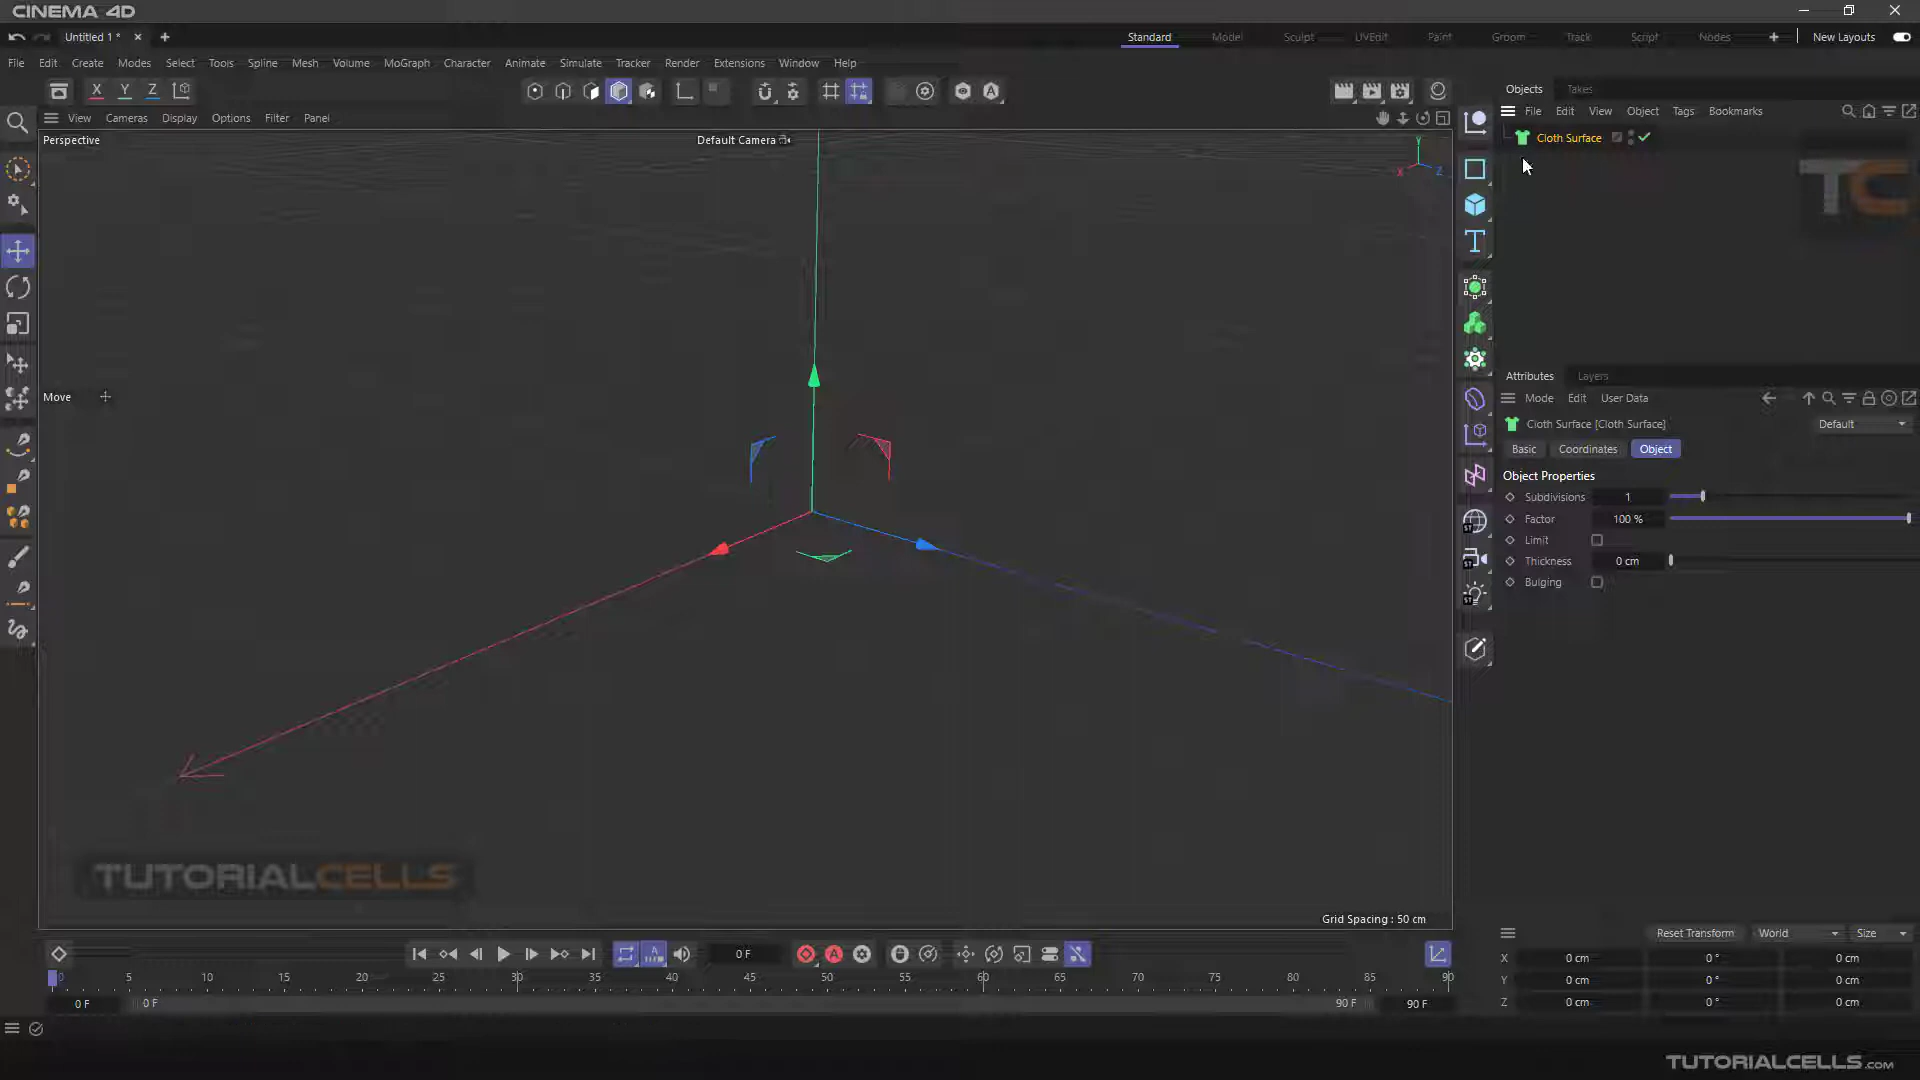 CINEMA 4D
Untitled 1 *
Standard
Model
Sculpt
UVEdit
Paint
Groom
Track
Script
Nodes
New Layouts
File Edit Create Modes Select Tools Spline Mesh Volume MoGraph Character Animate Simulate Tracker Render Extensions Window Help
X Y Z
View Cameras Display Options Filter Panel
Perspective
Default Camera
Y
X
Z
Move
TUTORIALCELLS
Grid Spacing : 50 cm
Objects Takes
File Edit View Object Tags Bookmarks
Cloth Surface
TC
Attributes Layers
Mode Edit User Data
Cloth Surface [Cloth Surface]
Default
Basic Coordinates Object
Object Properties
Subdivisions 1
Factor 100 %
Limit
Thickness 0 cm
Bulging
Reset Transform World Size
X 0 cm 0 ° 0 cm
Y 0 cm 0 ° 0 cm
Z 0 cm 0 ° 0 cm
0 F
0 5 10 15 20 25 30 35 40 45 50 55 60 65 70 75 80 85 90
0 F 0 F 90 F 90 F
TUTORIALCELLS.com